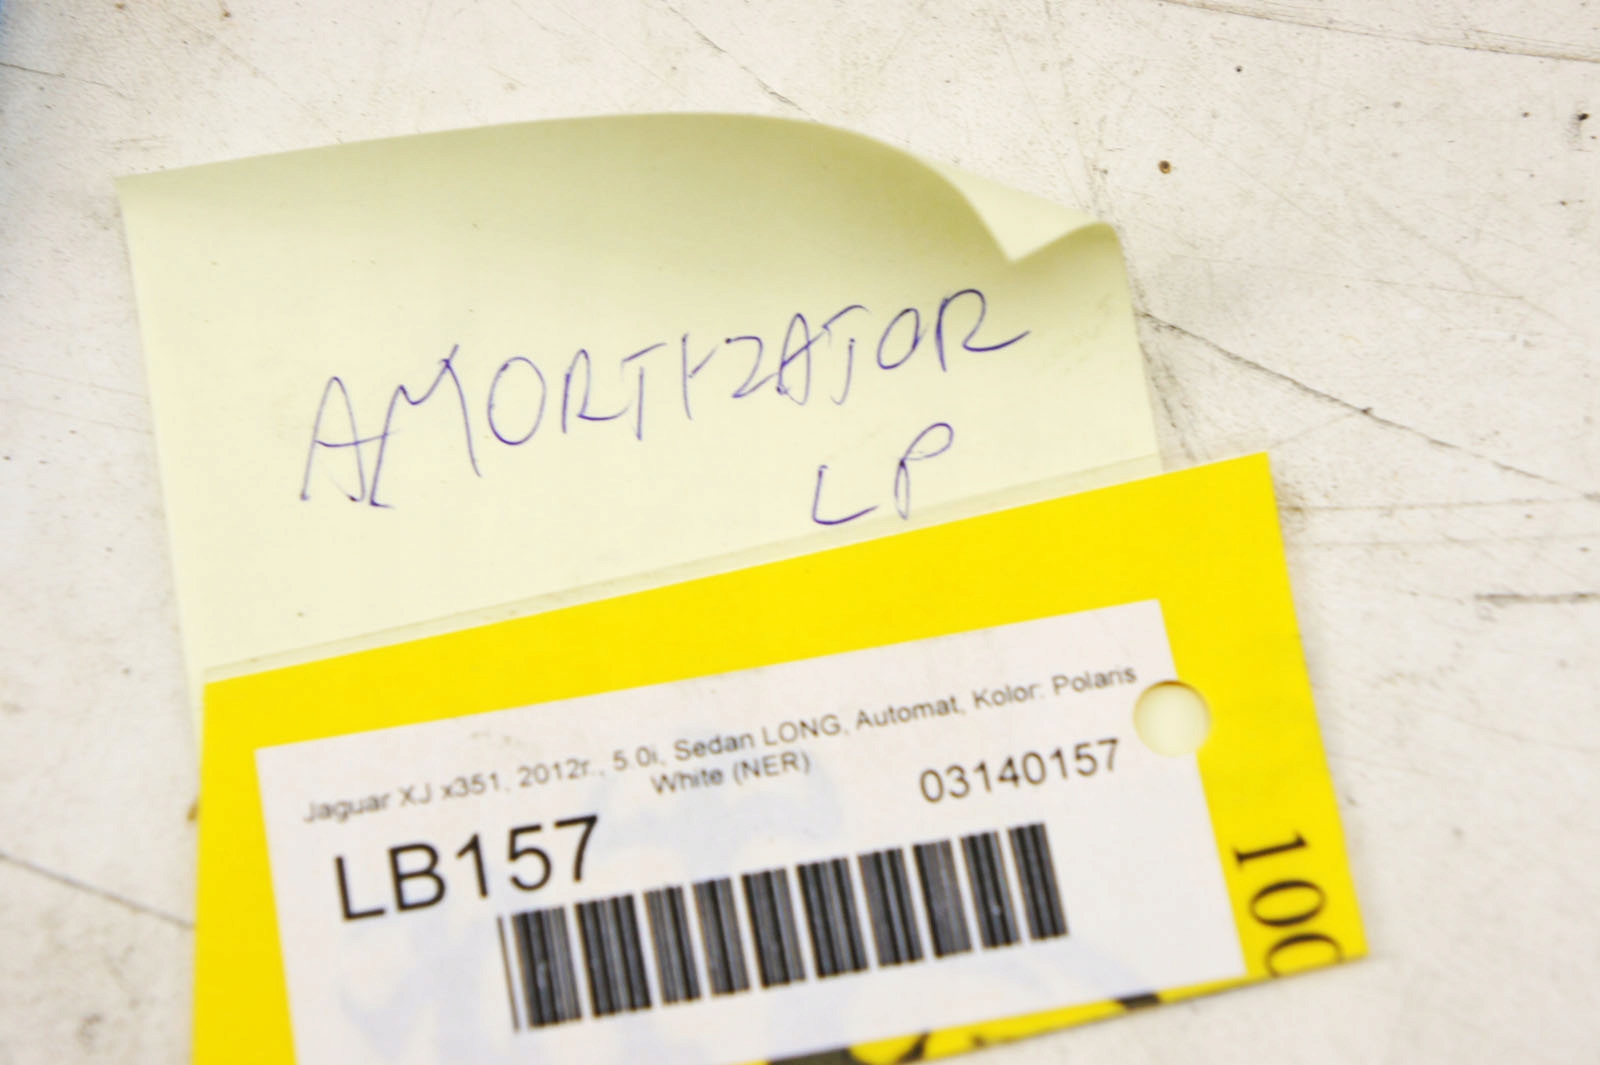 AMORTYZATOR
LP
Jaguar XJ x351, 2012r., 5.0i, Sedan LONG, Automat, Kolor: Polaris
White (NER)
03140157
LB157
100